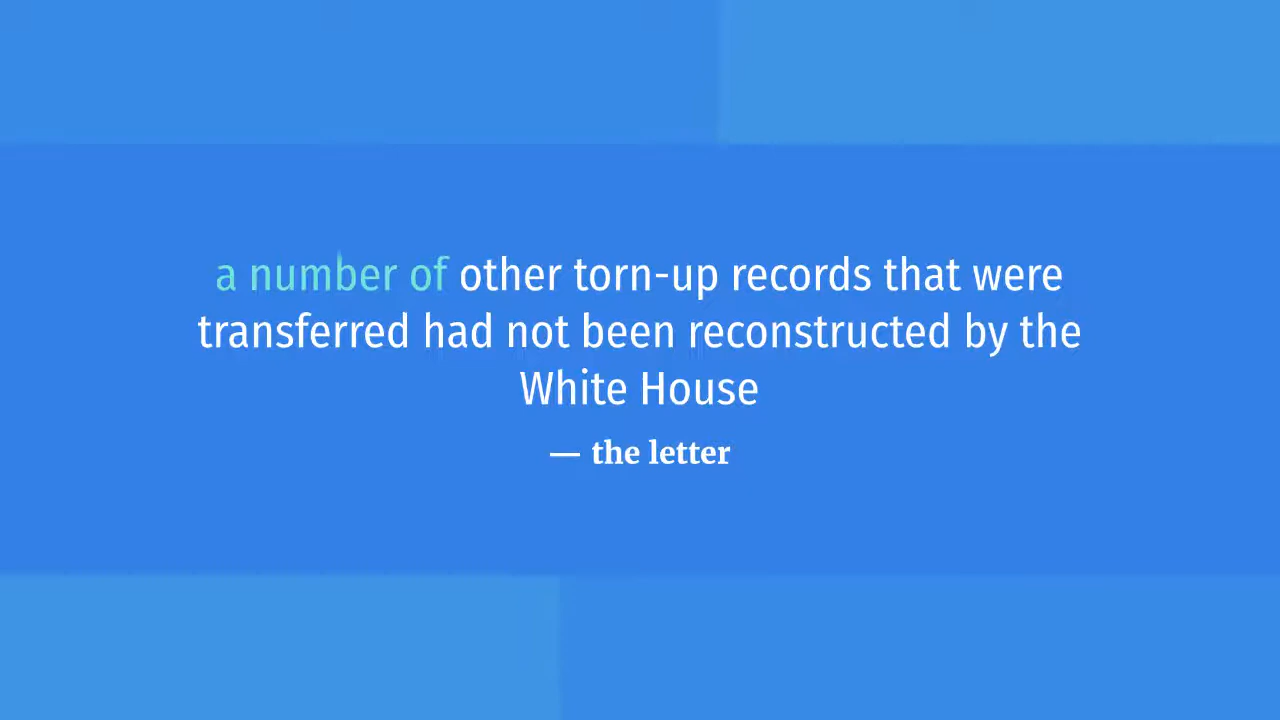 a number of other torn-up records that were
transferred had not been reconstructed by the
White House
— the letter